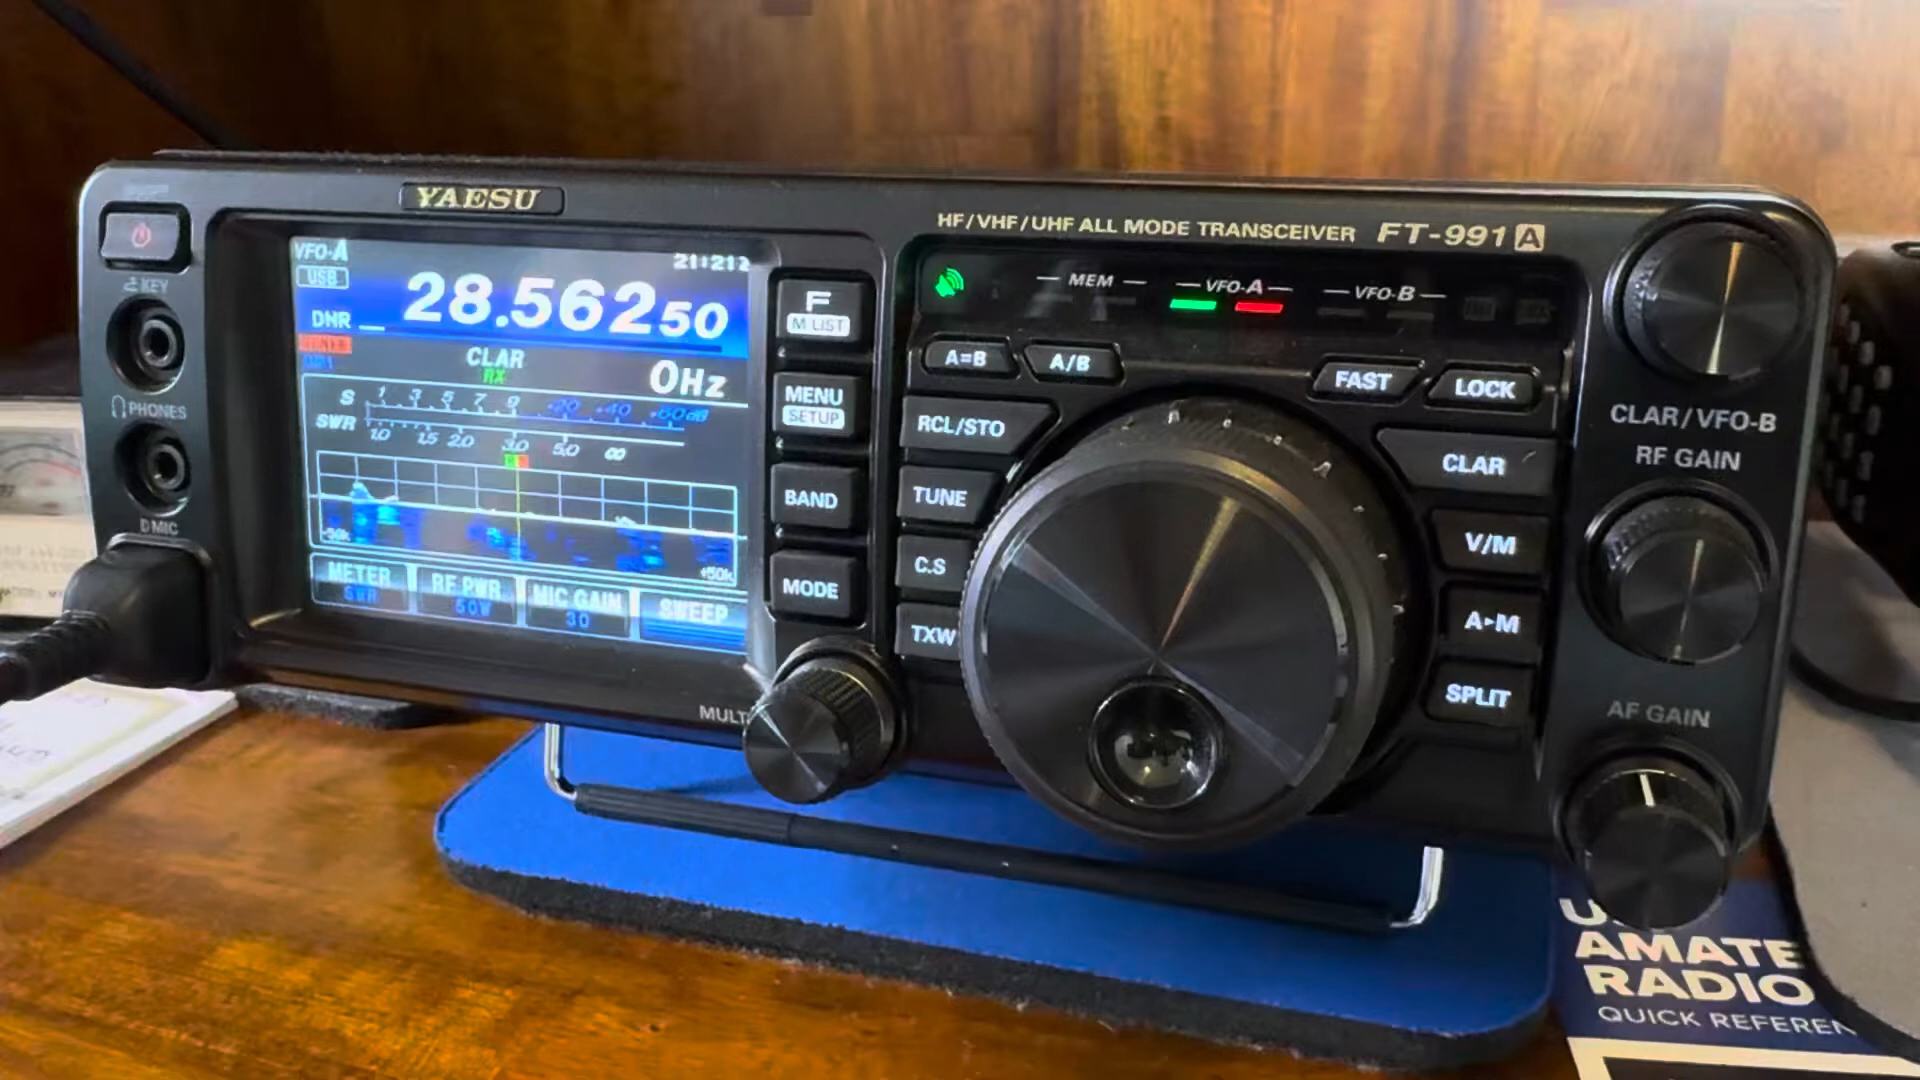 YAESU
HF/VHF/UHF ALL MODE TRANSCEIVER FT-991A
KEY
PHONES
MIC
VFO-A
USB
21:21
28.562 50
DNR
CLAR
RX
0Hz
S 1 3 5 7 9 +20 +40 +60dB
SWR 1.0 1.5 2.0 3.0 5.0 ∞
-50k
+50k
METER
SWR
RF PWR
50W
MIC GAIN
30
SWEEP
F
M LIST
MENU
SETUP
BAND
MODE
MULTI
MEM
VFO-A
VFO-B
A=B
A/B
FAST
LOCK
RCL/STO
TUNE
C.S
TXW
CLAR
V/M
A▸M
SPLIT
CLAR/VFO-B
RF GAIN
AF GAIN
AMATE
RADIO
QUICK REFEREN